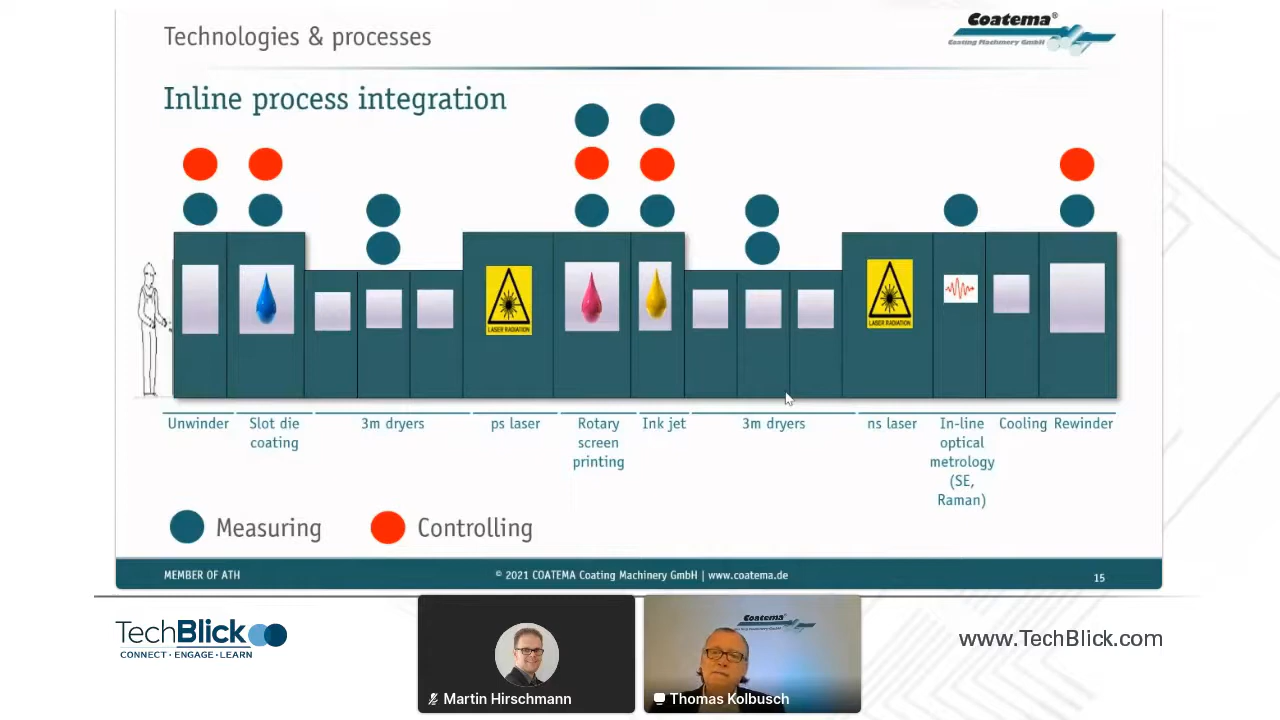 Technologies & processes
Coatema®
Coating Machinery GmbH
Inline process integration
LASER RADIATION
LASER RADIATION
Unwinder
Slot die
coating
3m dryers
ps laser
Rotary
screen
printing
Ink jet
3m dryers
ns laser
In-line
optical
metrology
(SE,
Raman)
Cooling
Rewinder
Measuring
Controlling
MEMBER OF ATH
© 2021 COATEMA Coating Machinery GmbH | www.coatema.de
15
TechBlick
CONNECT · ENGAGE · LEARN
Coatema
Martin Hirschmann
Thomas Kolbusch
www.TechBlick.com